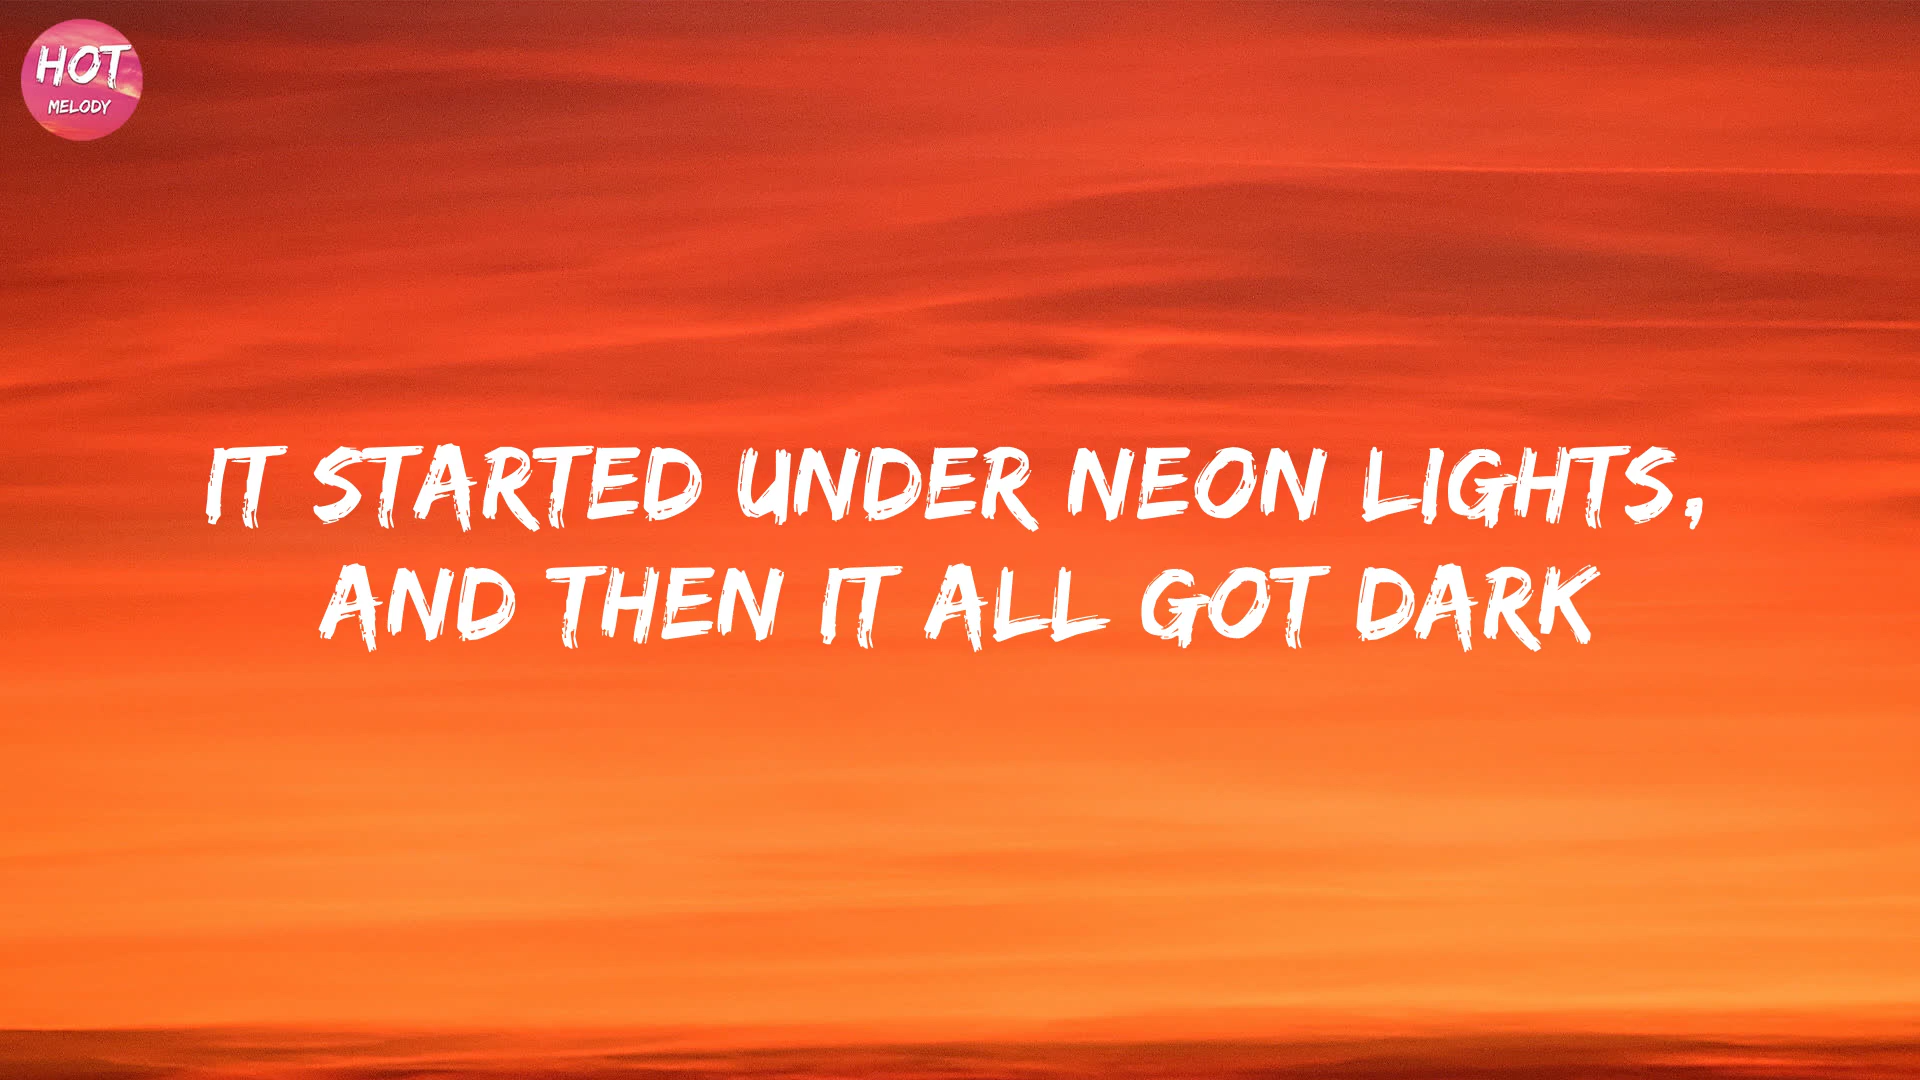 HOT
MELODY
IT STARTED UNDER NEON LIGHTS,
AND THEN IT ALL GOT DARK